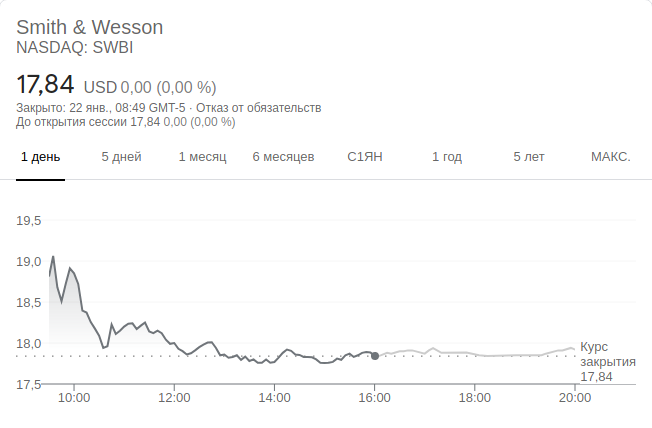 Smith & Wesson
NASDAQ: SWBI
17,84 USD 0,00 (0,00 %)
Закрыто: 22 янв., 08:49 GMT-5 · Отказ от обязательств
До открытия сессии 17,84 0,00 (0,00 %)
1 день 5 дней 1 месяц 6 месяцев С1ЯН 1 год 5 лет МАКС.
19,5
19,0
18,5
18,0
Курс
закрытия
17,84
17,5
10:00 12:00 14:00 16:00 18:00 20:00